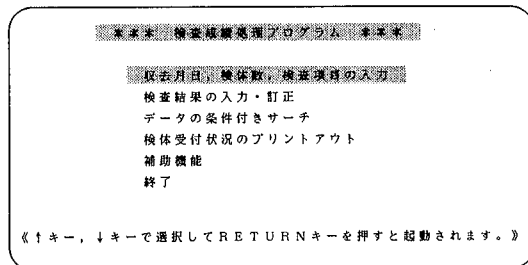 ＊＊＊ 検査成績処理プログラム ＊＊＊
収去月日，検体数，検査項目の入力
検査結果の入力・訂正
データの条件付きサーチ
検体受付状況のプリントアウト
補助機能
終了
《↑キー，↓キーで選択してＲＥＴＵＲＮキーを押すと起動されます。》